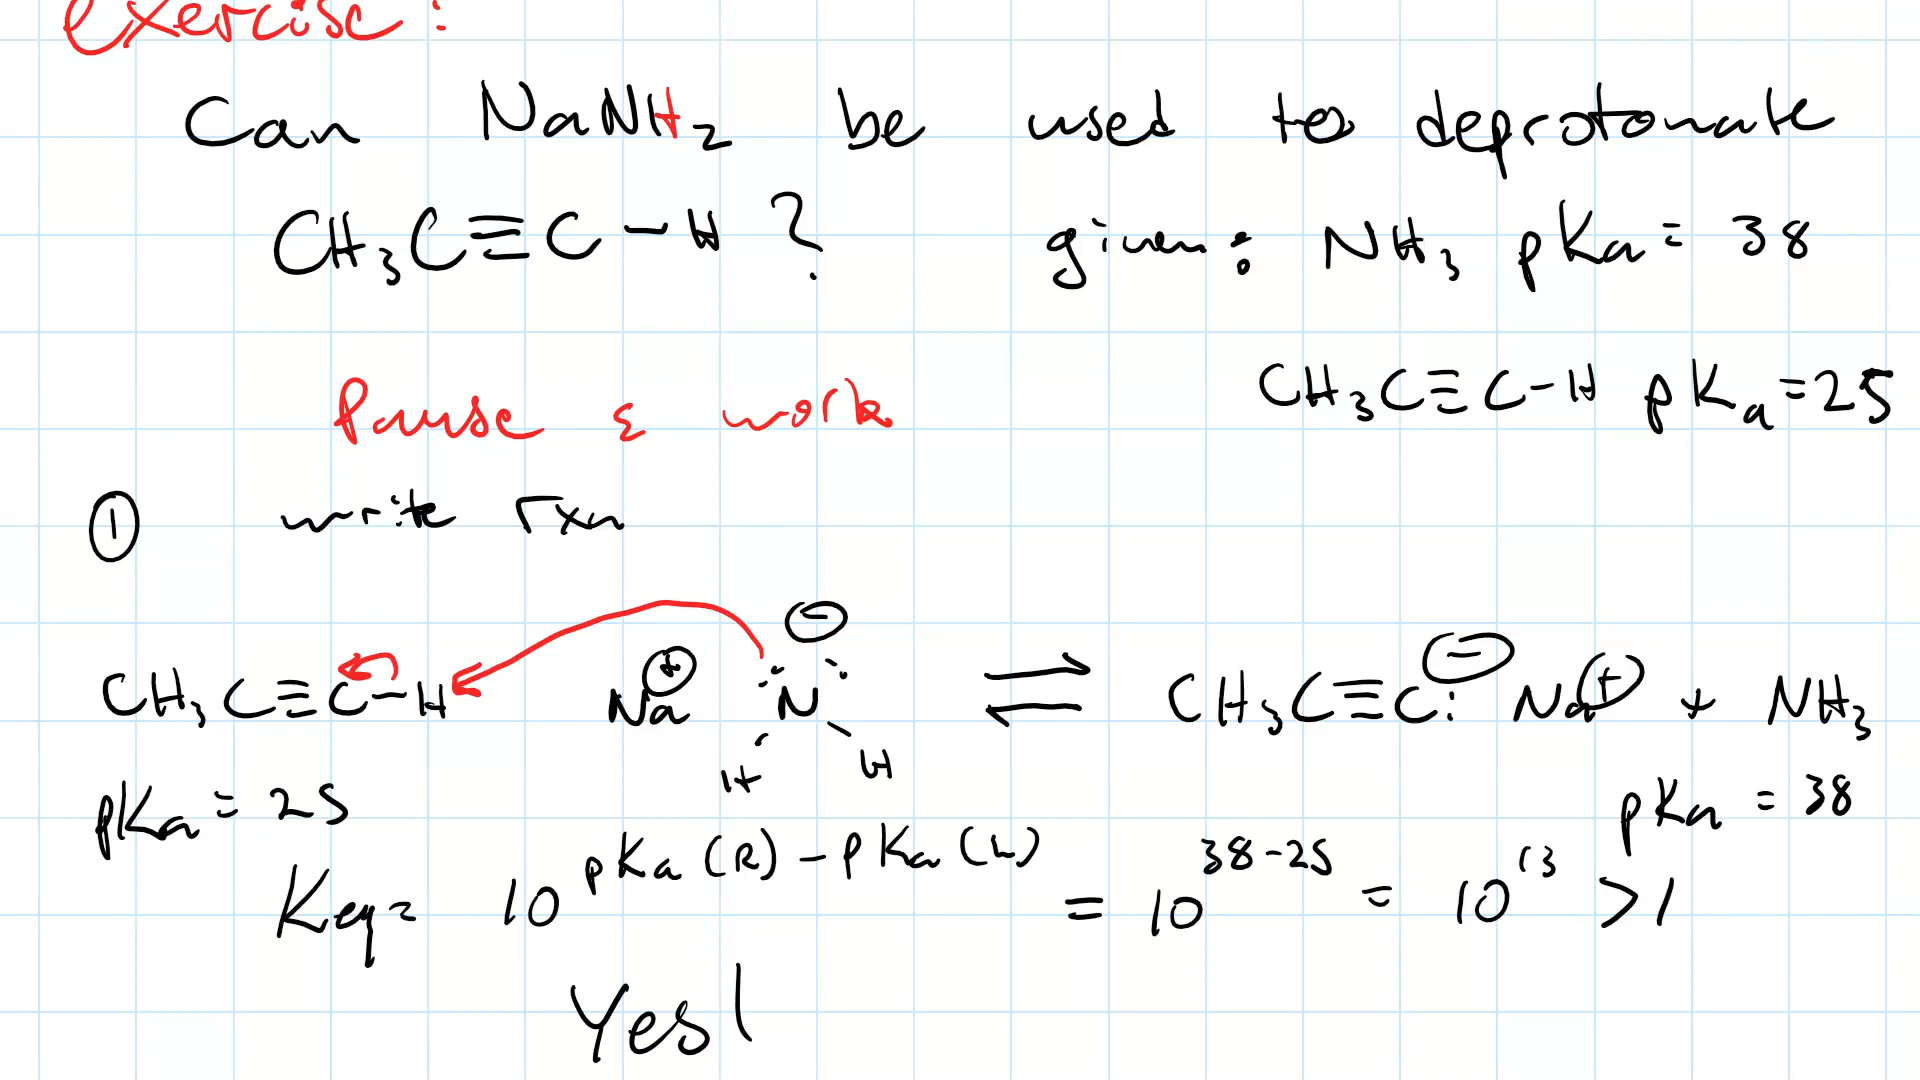 exercise:
Can NaNH₂ be used to deprotonate
CH₃C≡C-H ? given: NH₃ pKa = 38
Pause & work CH₃C≡C-H pKa = 25
① write rxn
CH₃C≡C-H Na⊕ :N̈: ⊖ ⇌ CH₃C≡C: ⊖ Na⊕ + NH₃
H H
pKa = 25 pKa = 38
Keq = 10^(pKa(R) - pKa(L)) = 10^(38-25) = 10^13 > 1
Yes!